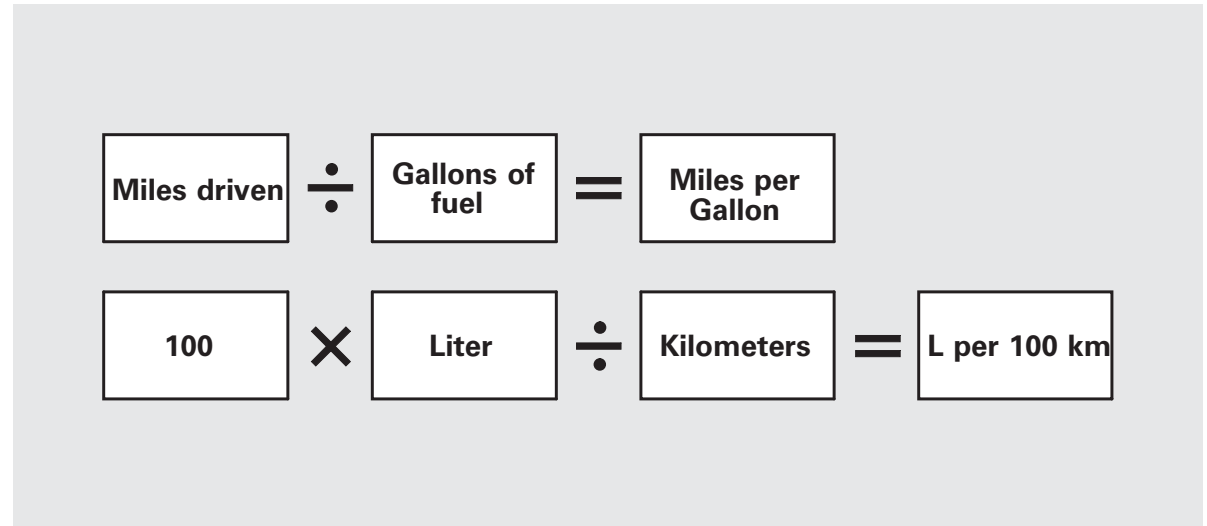 Miles driven ÷ Gallons of fuel = Miles per Gallon
100 × Liter ÷ Kilometers = L per 100 km